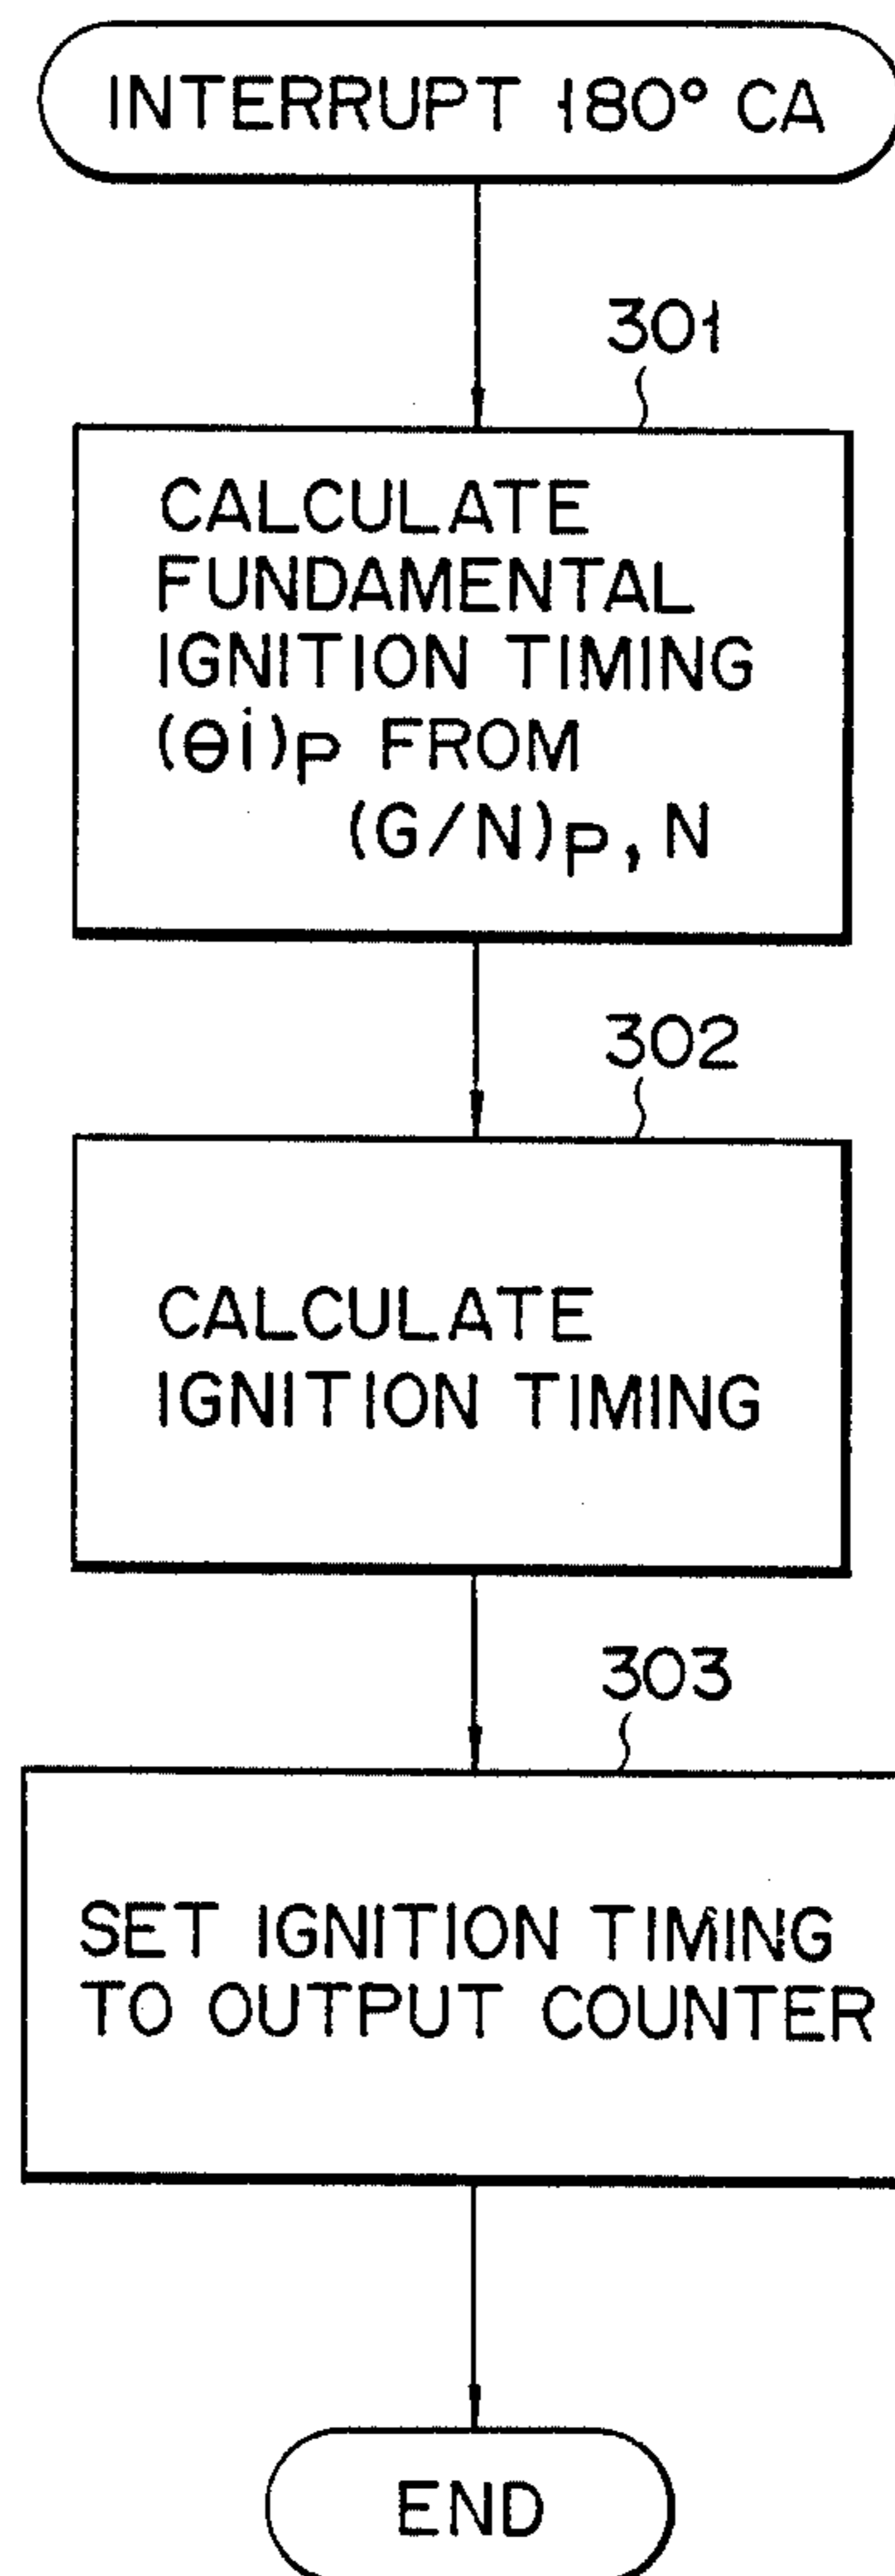 INTERRUPT 180° CA
301
CALCULATE
FUNDAMENTAL
IGNITION TIMING
(θi)p FROM
(G/N)p, N
302
CALCULATE
IGNITION TIMING
303
SET IGNITION TIMING
TO OUTPUT COUNTER
END